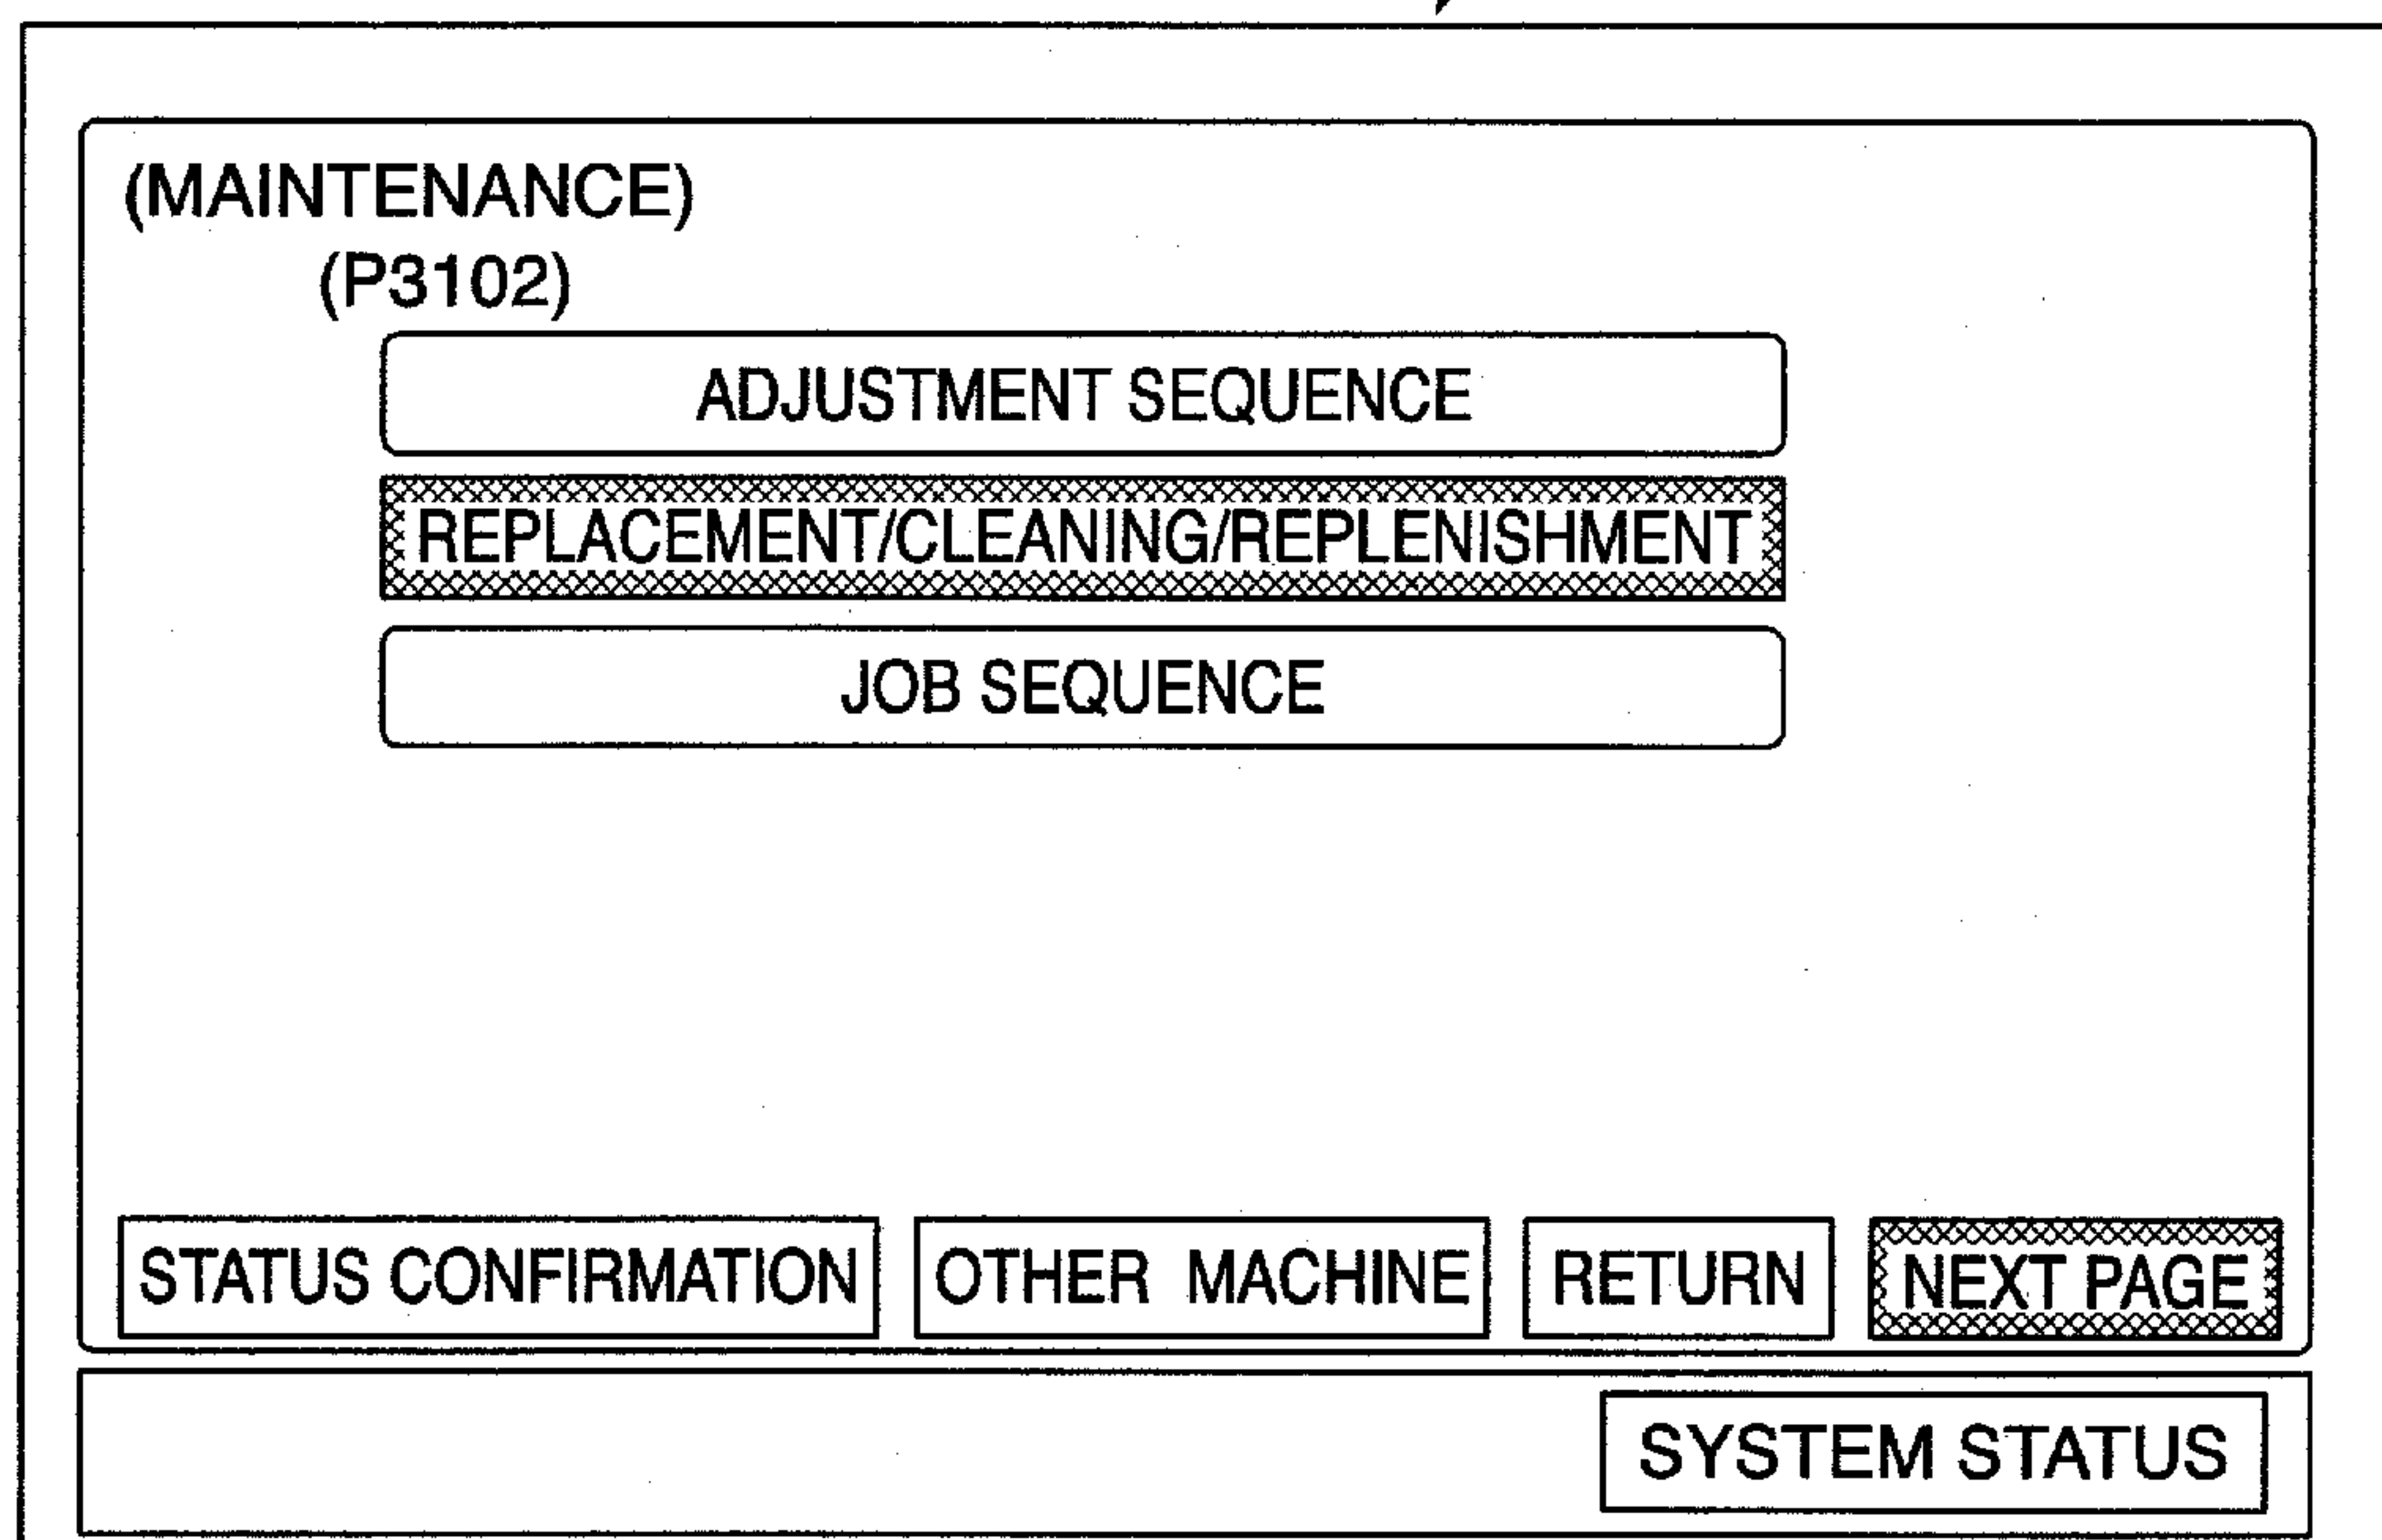 (MAINTENANCE)
(P3102)
ADJUSTMENT SEQUENCE
REPLACEMENT/CLEANING/REPLENISHMENT
JOB SEQUENCE
STATUS CONFIRMATION OTHER MACHINE RETURN NEXT PAGE
SYSTEM STATUS